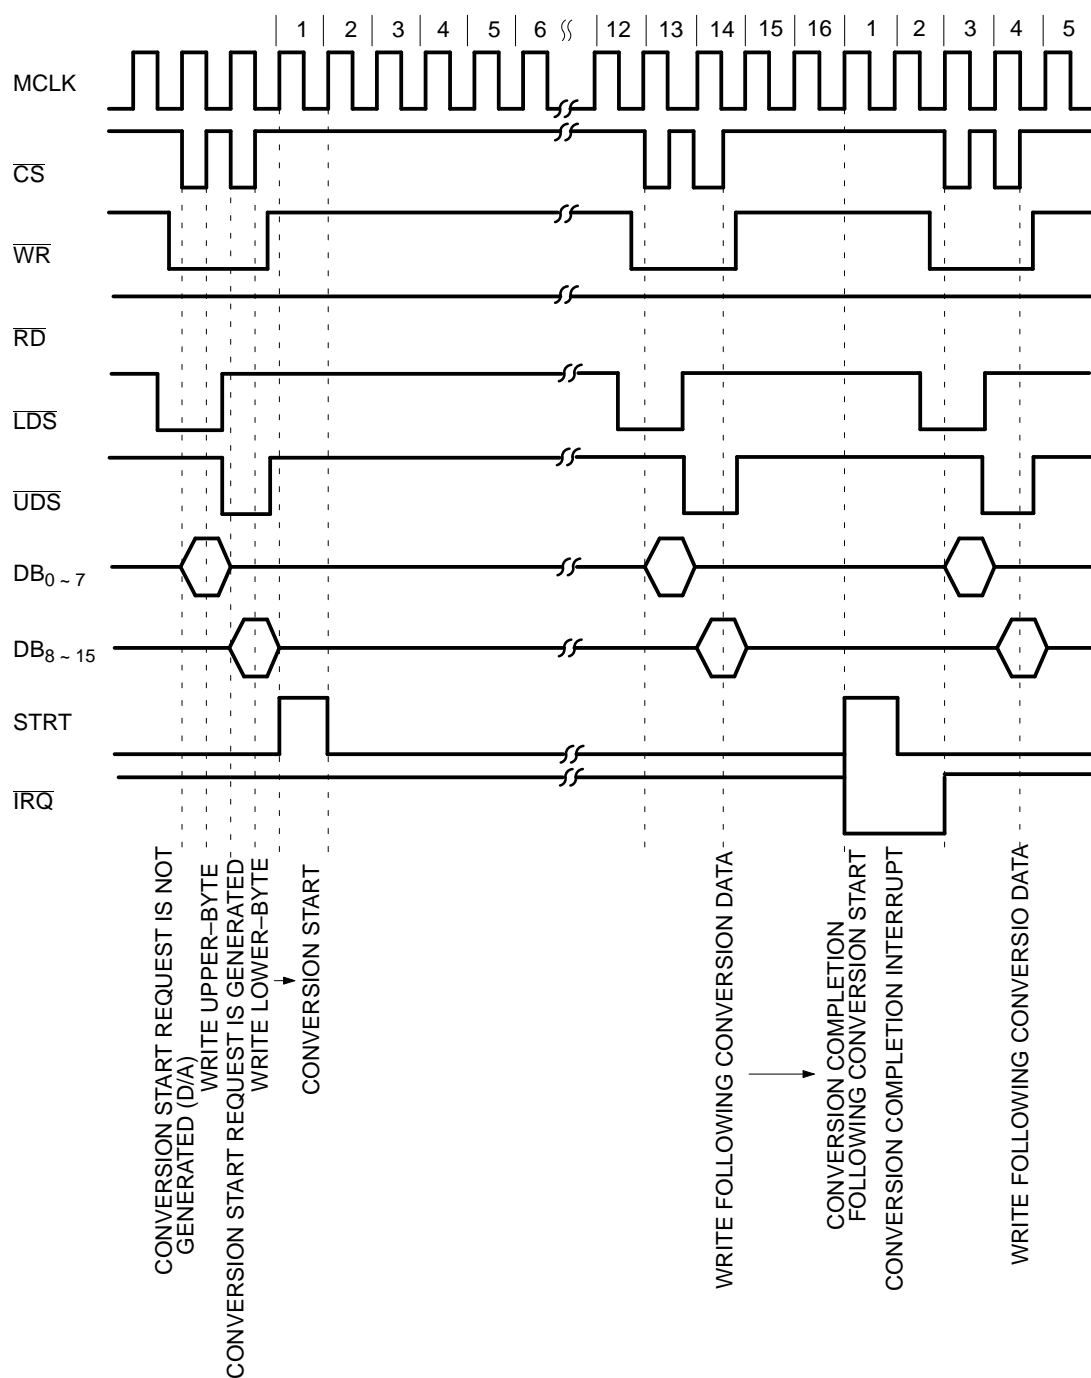 1 2 3 4 5 6 12 13 14 15 16 1 2 3 4 5
MCLK
CS
WR
RD
LDS
UDS
DB0 ~ 7
DB8 ~ 15
STRT
IRQ
CONVERSION START REQUEST IS NOT
GENERATED (D/A)
WRITE UPPER–BYTE
CONVERSION START REQUEST IS GENERATED
WRITE LOWER–BYTE
CONVERSION START
WRITE FOLLOWING CONVERSION DATA
CONVERSION COMPLETION
FOLLOWING CONVERSION START
CONVERSION COMPLETION INTERRUPT
WRITE FOLLOWING CONVERSIO DATA